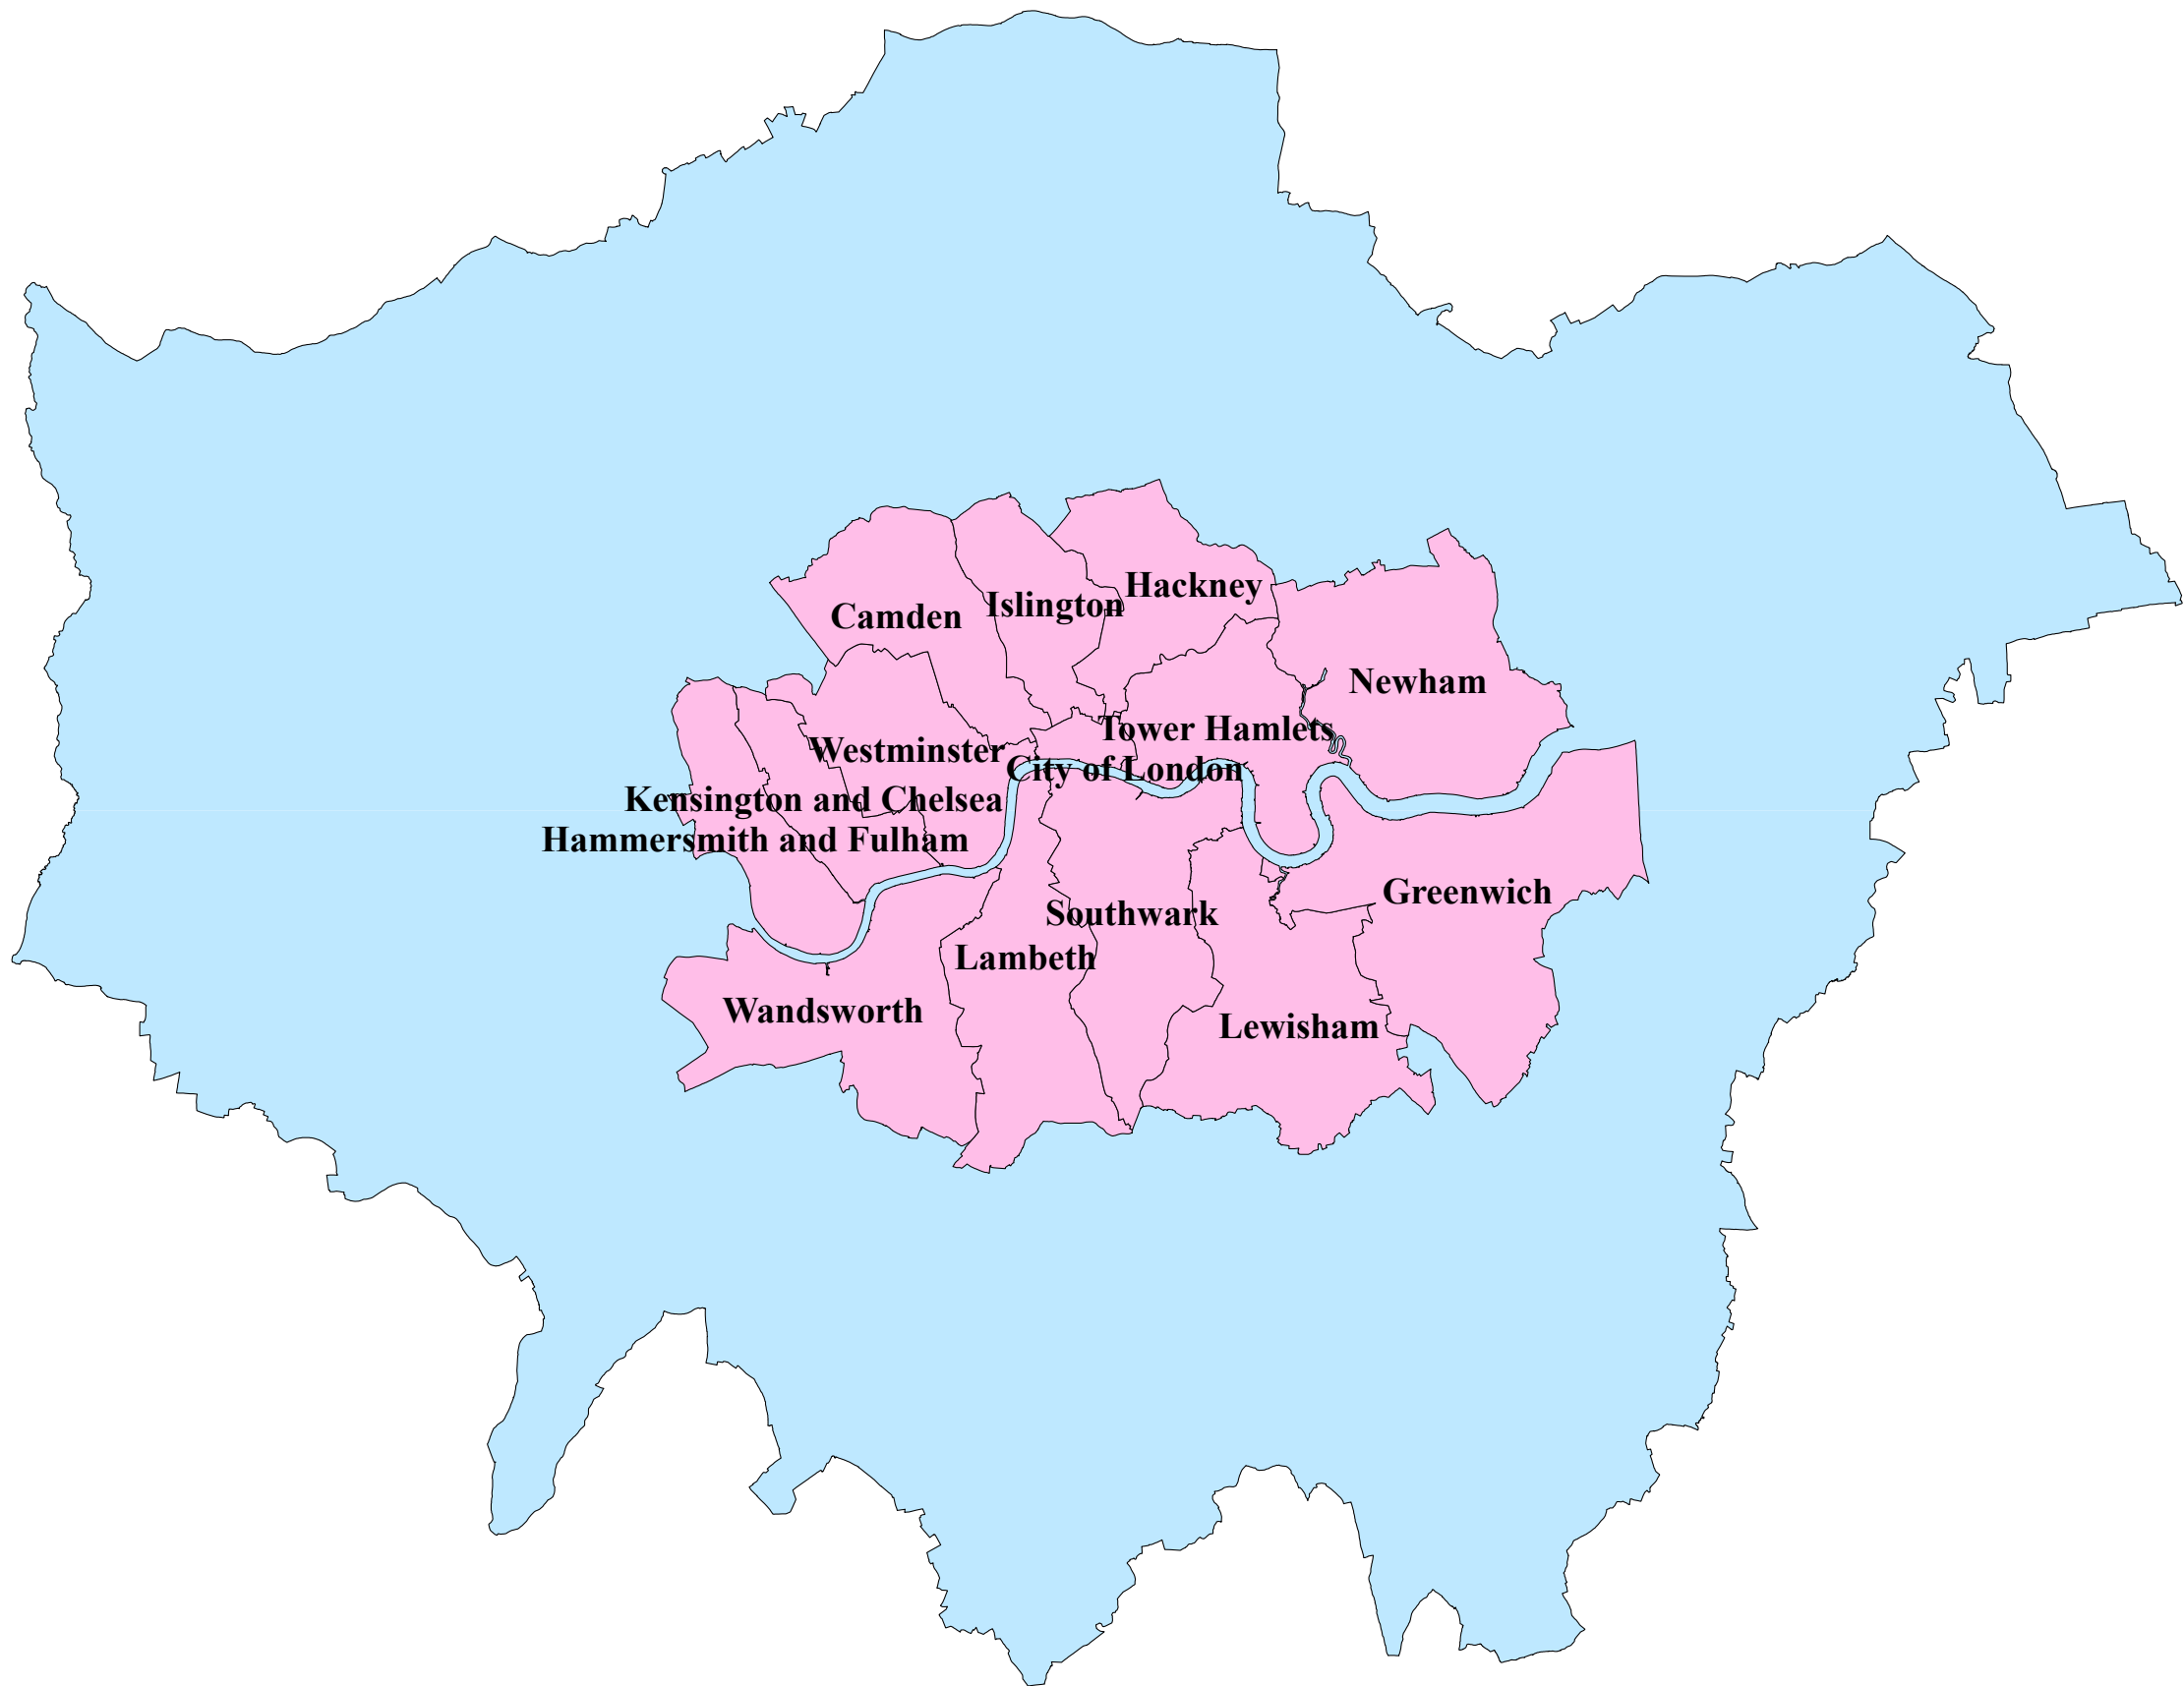 Hackney
Islington
Camden
Newham
Tower Hamlets
Westminster
City of London
Kensington and Chelsea
Hammersmith and Fulham
Greenwich
Southwark
Lambeth
Wandsworth
Lewisham